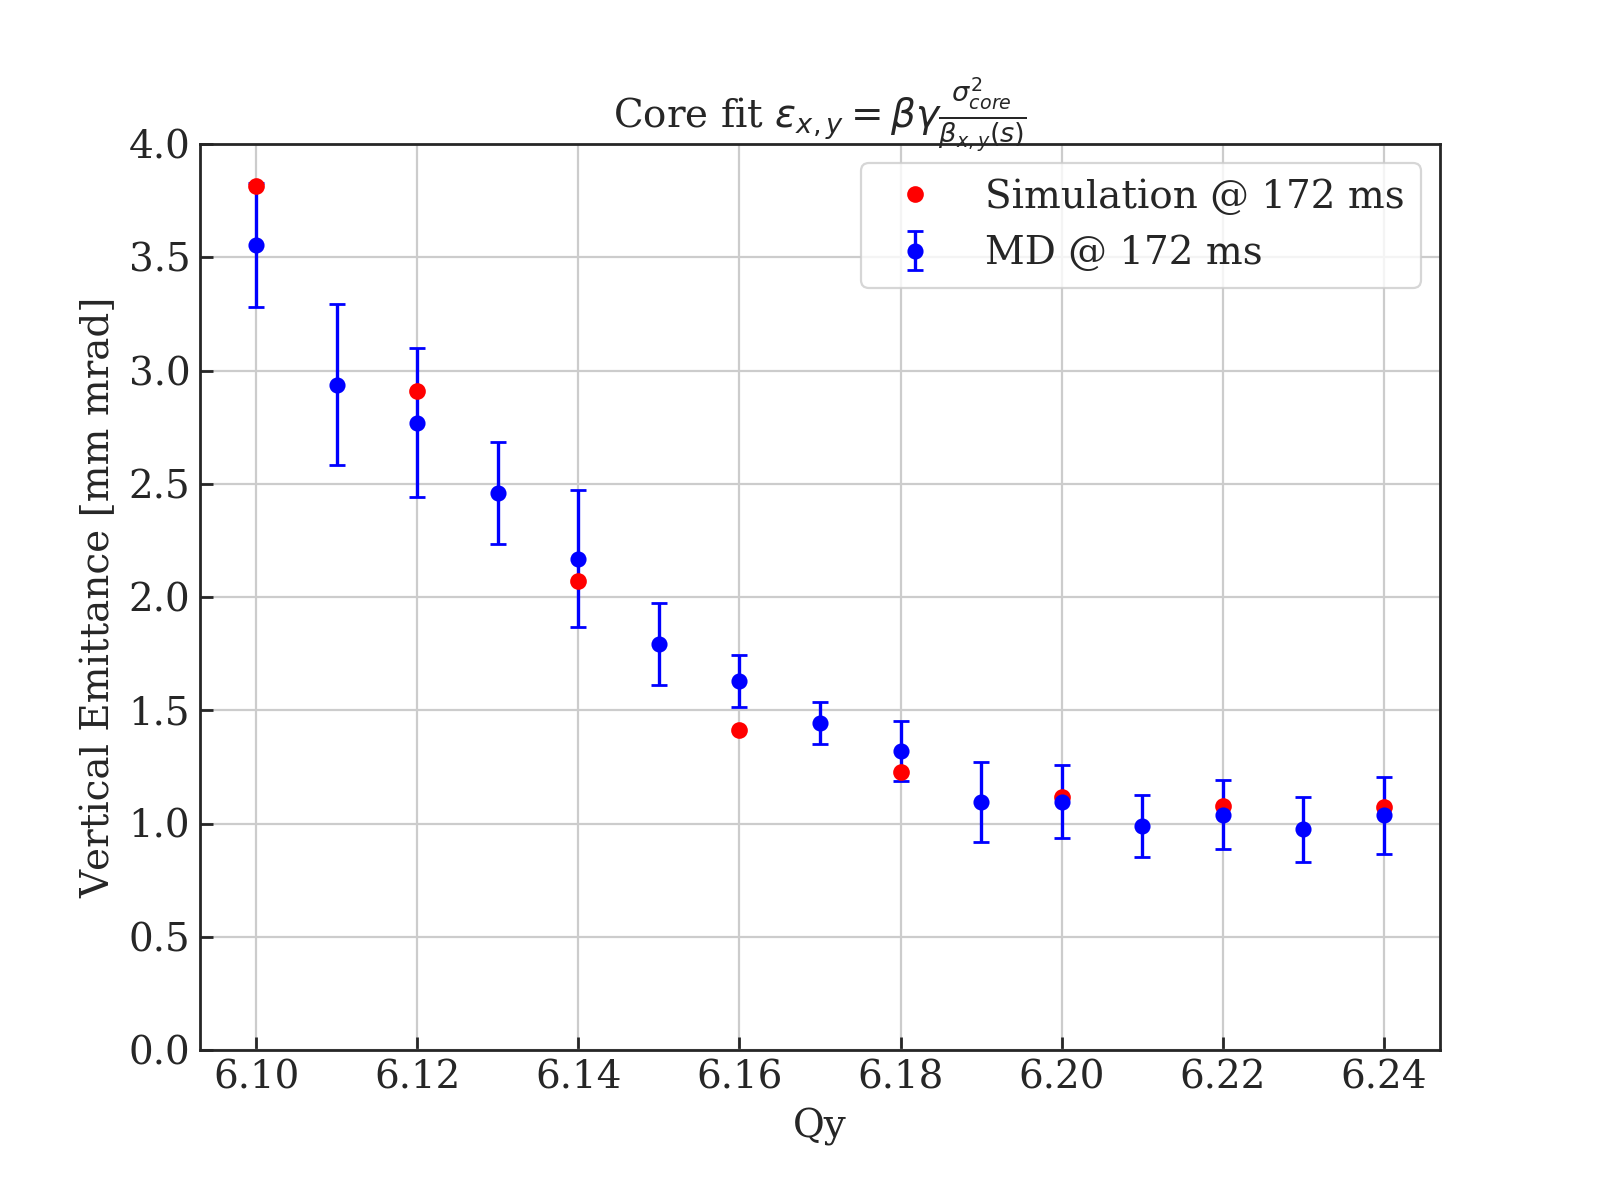 Core fit $\epsilon_{x,y} = \beta\gamma\frac{\sigma^2_{core}}{\beta_{x,y}(s)}$
Simulation @ 172 ms
MD @ 172 ms
Vertical Emittance [mm mrad]
4.0
3.5
3.0
2.5
2.0
1.5
1.0
0.5
0.0
6.10 6.12 6.14 6.16 6.18 6.20 6.22 6.24
Qy